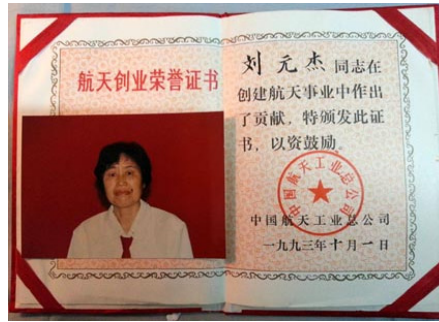 航天创业荣誉证书
刘元杰 同志在
创建航天事业中作出
了贡献，特颁发此证
书，以资鼓励。
中国航天工业总公司
中国航天工业总公司
一九九三年十月一日